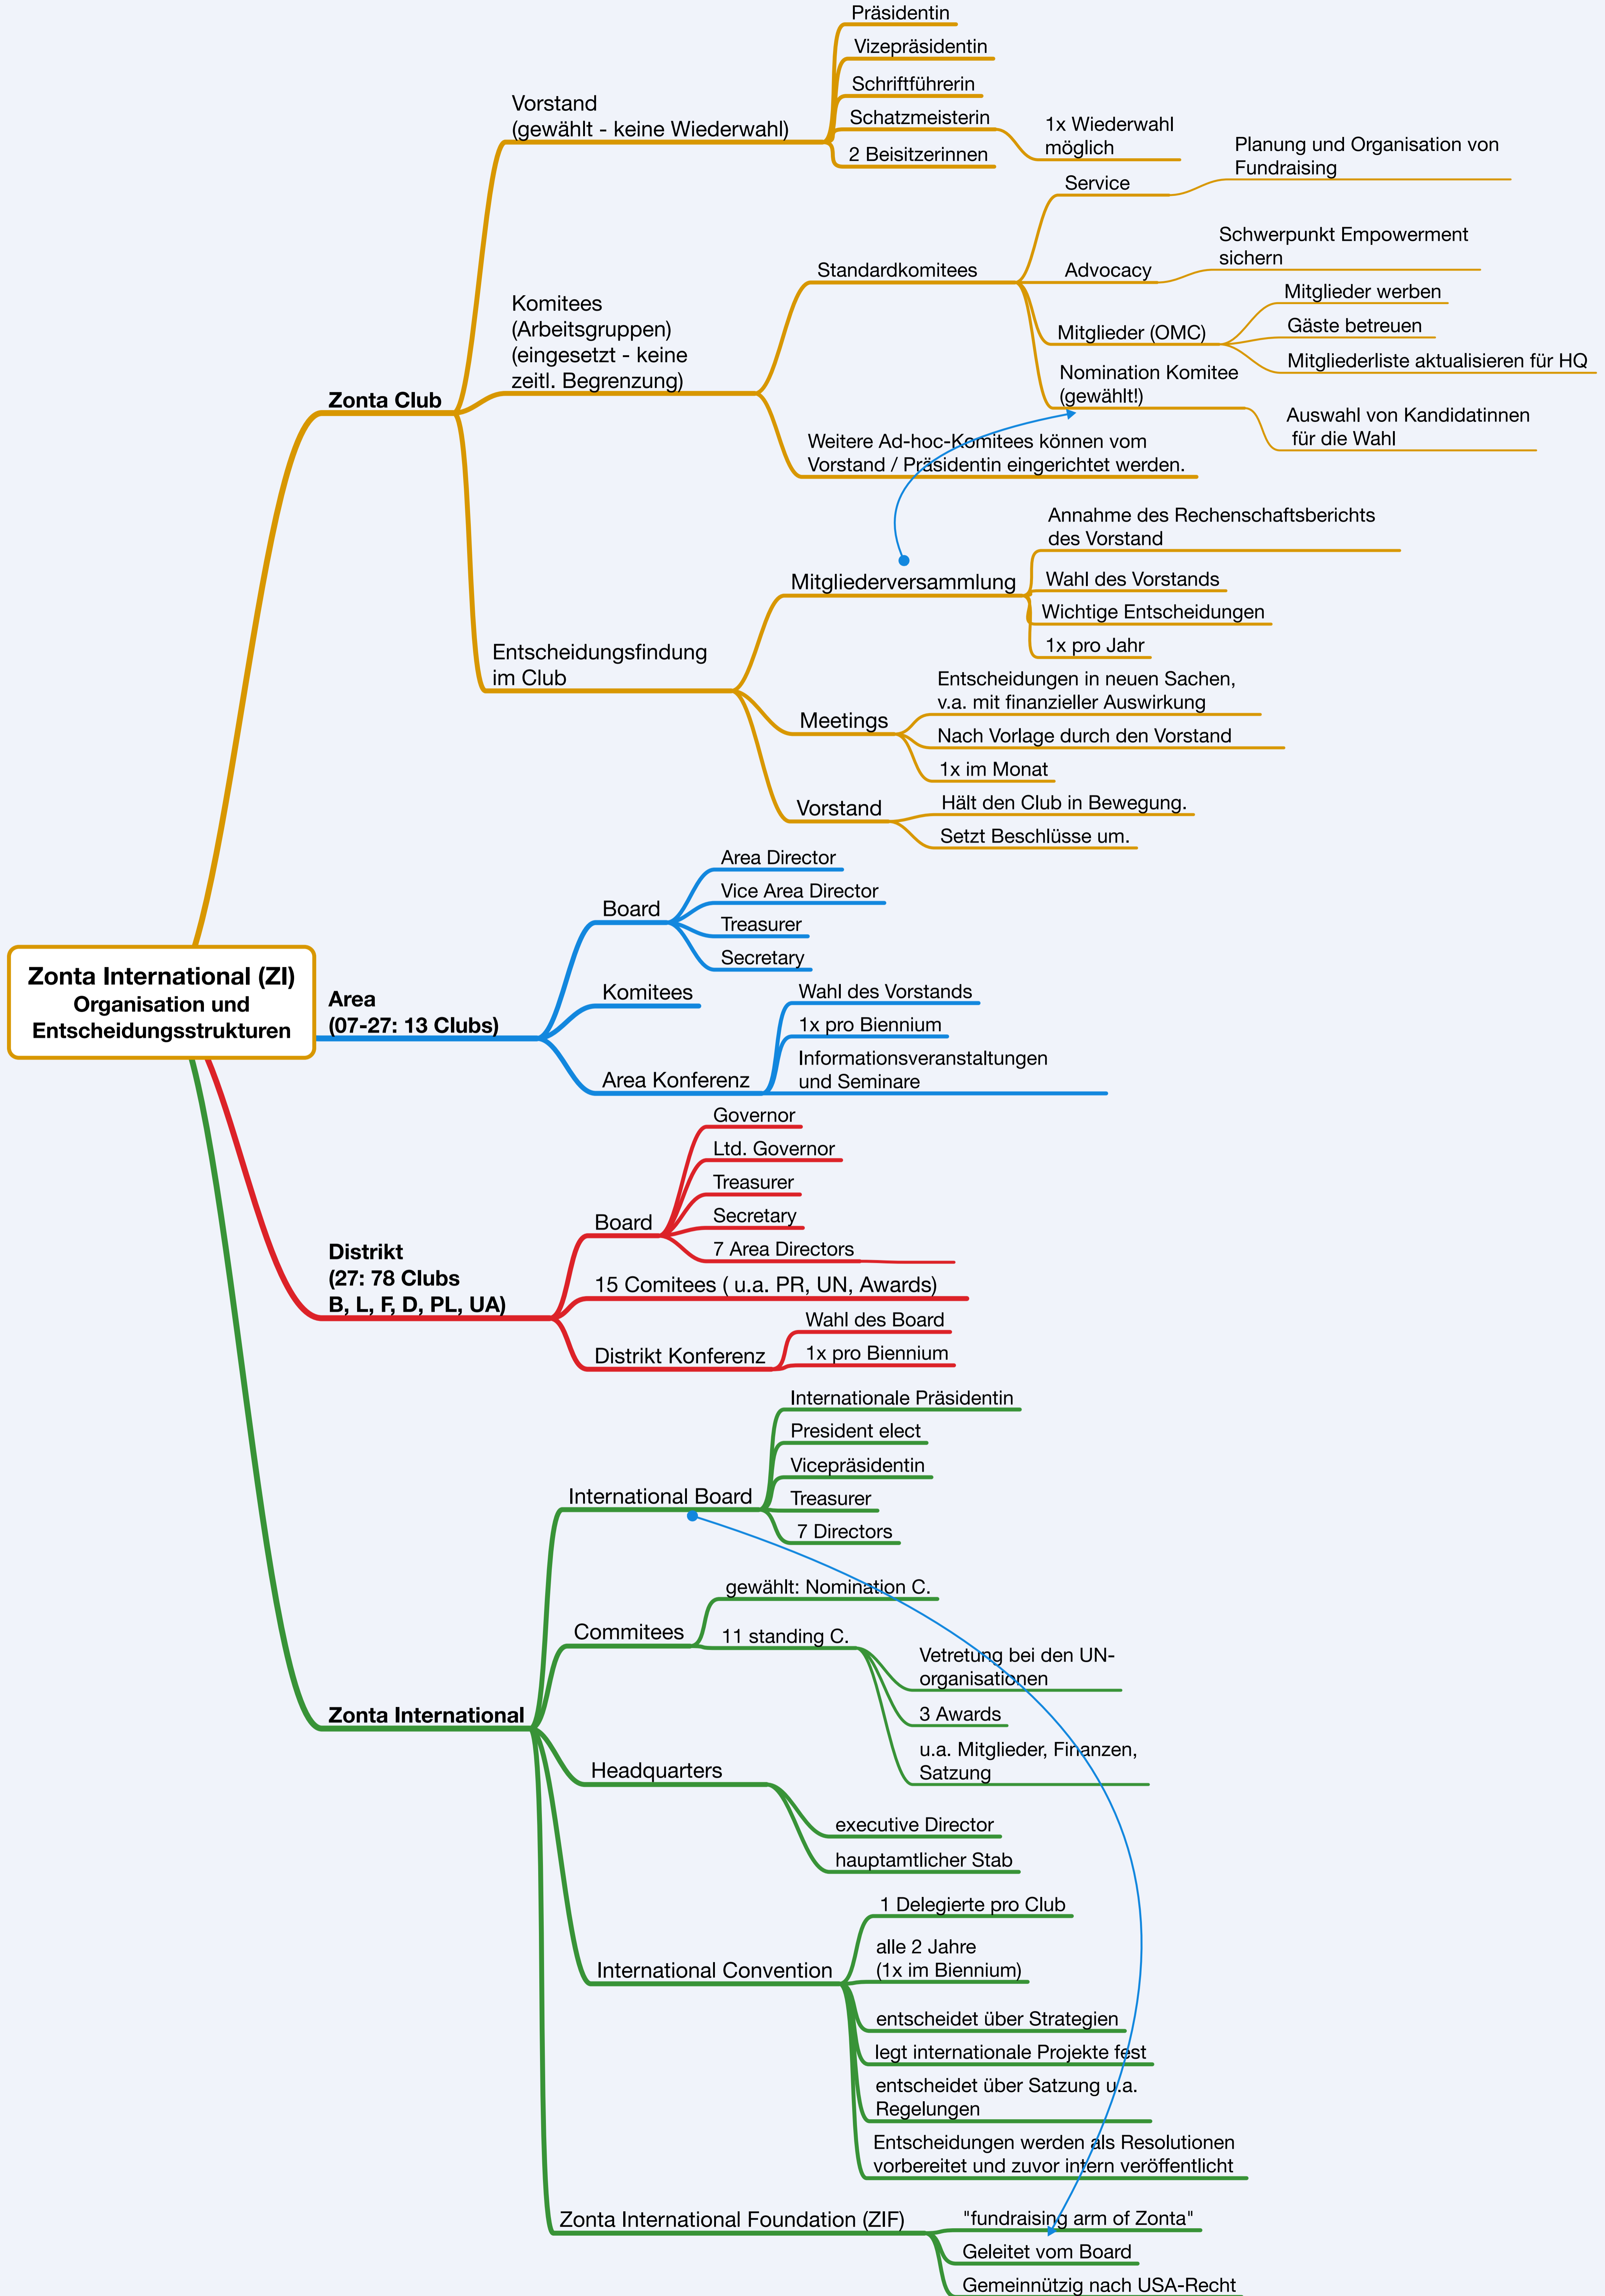 Zonta International (ZI)
Organisation und
Entscheidungsstrukturen
Zonta Club
Vorstand
(gewählt - keine Wiederwahl)
Präsidentin
Vizepräsidentin
Schriftführerin
Schatzmeisterin
1x Wiederwahl
möglich
2 Beisitzerinnen
Komitees
(Arbeitsgruppen)
(eingesetzt - keine
zeitl. Begrenzung)
Standardkomitees
Service
Planung und Organisation von
Fundraising
Advocacy
Schwerpunkt Empowerment
sichern
Mitglieder (OMC)
Mitglieder werben
Gäste betreuen
Mitgliederliste aktualisieren für HQ
Nomination Komitee
(gewählt!)
Auswahl von Kandidatinnen
für die Wahl
Weitere Ad-hoc-Komitees können vom
Vorstand / Präsidentin eingerichtet werden.
Entscheidungsfindung
im Club
Mitgliederversammlung
Annahme des Rechenschaftsberichts
des Vorstand
Wahl des Vorstands
Wichtige Entscheidungen
1x pro Jahr
Meetings
Entscheidungen in neuen Sachen,
v.a. mit finanzieller Auswirkung
Nach Vorlage durch den Vorstand
1x im Monat
Vorstand
Hält den Club in Bewegung.
Setzt Beschlüsse um.
Area
(07-27: 13 Clubs)
Board
Area Director
Vice Area Director
Treasurer
Secretary
Komitees
Area Konferenz
Wahl des Vorstands
1x pro Biennium
Informationsveranstaltungen
und Seminare
Distrikt
(27: 78 Clubs
B, L, F, D, PL, UA)
Board
Governor
Ltd. Governor
Treasurer
Secretary
7 Area Directors
15 Comitees ( u.a. PR, UN, Awards)
Distrikt Konferenz
Wahl des Board
1x pro Biennium
Zonta International
International Board
Internationale Präsidentin
President elect
Vicepräsidentin
Treasurer
7 Directors
Commitees
gewählt: Nomination C.
11 standing C.
Vetretung bei den UN-
organisationen
3 Awards
u.a. Mitglieder, Finanzen,
Satzung
Headquarters
executive Director
hauptamtlicher Stab
International Convention
1 Delegierte pro Club
alle 2 Jahre
(1x im Biennium)
entscheidet über Strategien
legt internationale Projekte fest
entscheidet über Satzung u.a.
Regelungen
Entscheidungen werden als Resolutionen
vorbereitet und zuvor intern veröffentlicht
Zonta International Foundation (ZIF)
"fundraising arm of Zonta"
Geleitet vom Board
Gemeinnützig nach USA-Recht